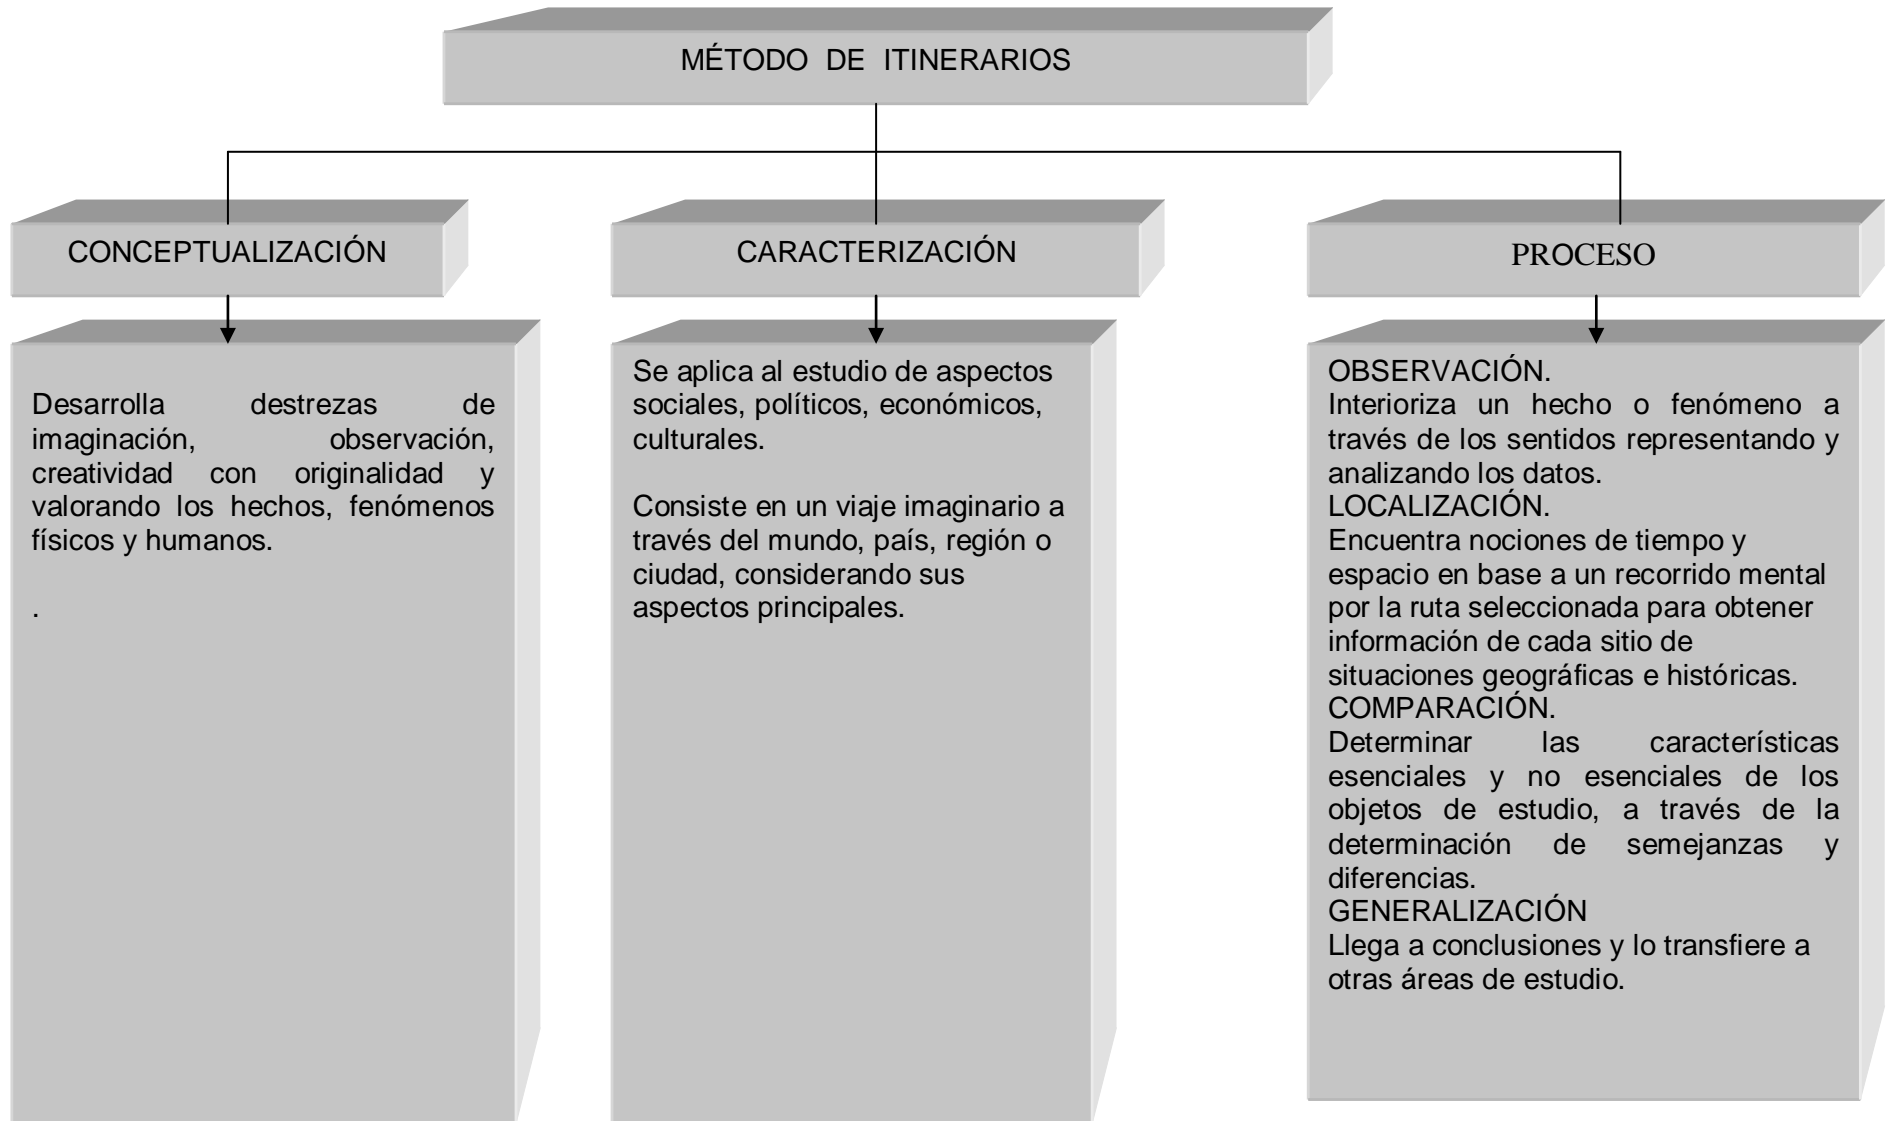 MÉTODO DE ITINERARIOS
CONCEPTUALIZACIÓN
Desarrolla destrezas de
imaginación, observación,
creatividad con originalidad y
valorando los hechos, fenómenos
físicos y humanos.
.
CARACTERIZACIÓN
Se aplica al estudio de aspectos
sociales, políticos, económicos,
culturales.
Consiste en un viaje imaginario a
través del mundo, país, región o
ciudad, considerando sus
aspectos principales.
PROCESO
OBSERVACIÓN.
Interioriza un hecho o fenómeno a
través de los sentidos representando y
analizando los datos.
LOCALIZACIÓN.
Encuentra nociones de tiempo y
espacio en base a un recorrido mental
por la ruta seleccionada para obtener
información de cada sitio de
situaciones geográficas e históricas.
COMPARACIÓN.
Determinar las características
esenciales y no esenciales de los
objetos de estudio, a través de la
determinación de semejanzas y
diferencias.
GENERALIZACIÓN
Llega a conclusiones y lo transfiere a
otras áreas de estudio.